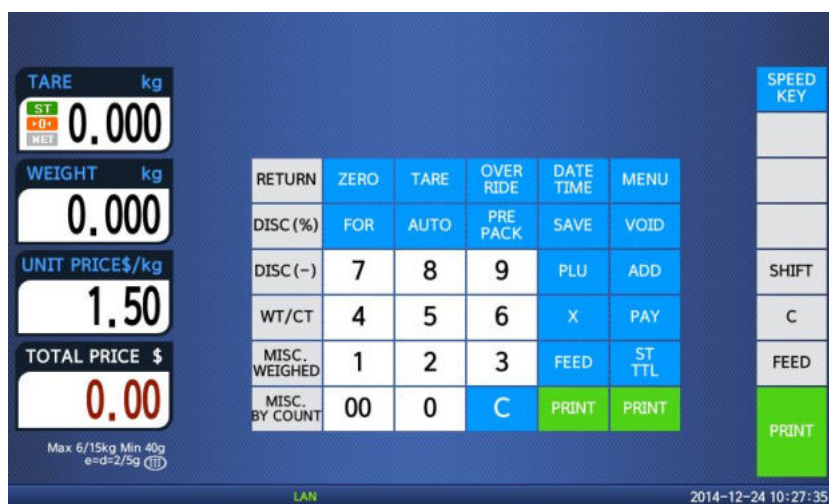 TARE kg
ST
→0←
NET
0.000
WEIGHT kg
0.000
UNIT PRICE$/kg
1.50
TOTAL PRICE $
0.00
Max 6/15kg Min 40g
e=d=2/5g III
RETURN ZERO TARE OVER RIDE DATE TIME MENU
DISC(%) FOR AUTO PRE PACK SAVE VOID
DISC(-) 7 8 9 PLU ADD
WT/CT 4 5 6 X PAY
MISC. WEIGHED 1 2 3 FEED ST TTL
MISC. BY COUNT 00 0 C PRINT PRINT
SPEED
KEY
SHIFT
C
FEED
PRINT
LAN
2014-12-24 10:27:35